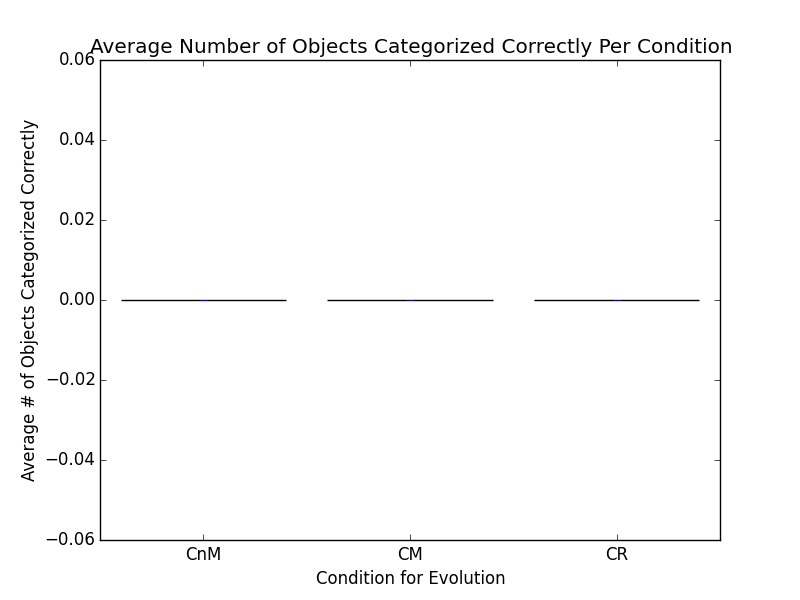 Average Number of Objects Categorized Correctly Per Condition
0.06
0.04
0.02
0.00
−0.02
−0.04
−0.06
Average # of Objects Categorized Correctly
CnM CM CR
Condition for Evolution